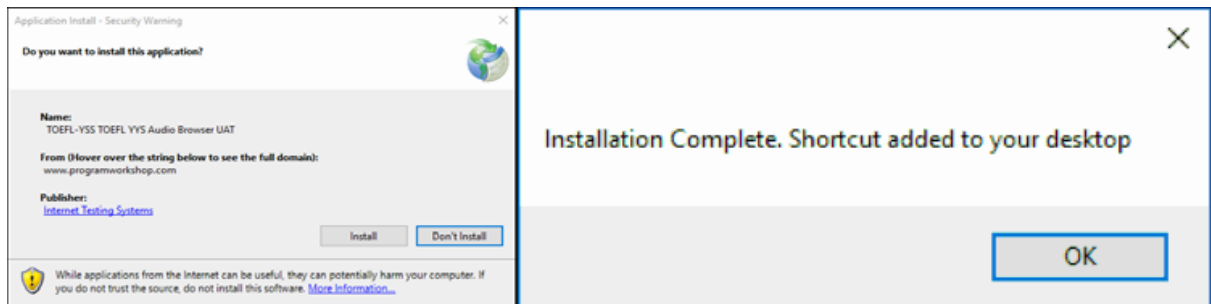 Application Install - Security Warning
Do you want to install this application?
Name:
TOEFL-YSS TOEFL YYS Audio Browser UAT
From (Hover over the string below to see the full domain):
www.programworkshop.com
Publisher:
Internet Testing Systems
Install
Don't Install
While applications from the Internet can be useful, they can potentially harm your computer. If
you do not trust the source, do not install this software. More Information...
Installation Complete. Shortcut added to your desktop
OK